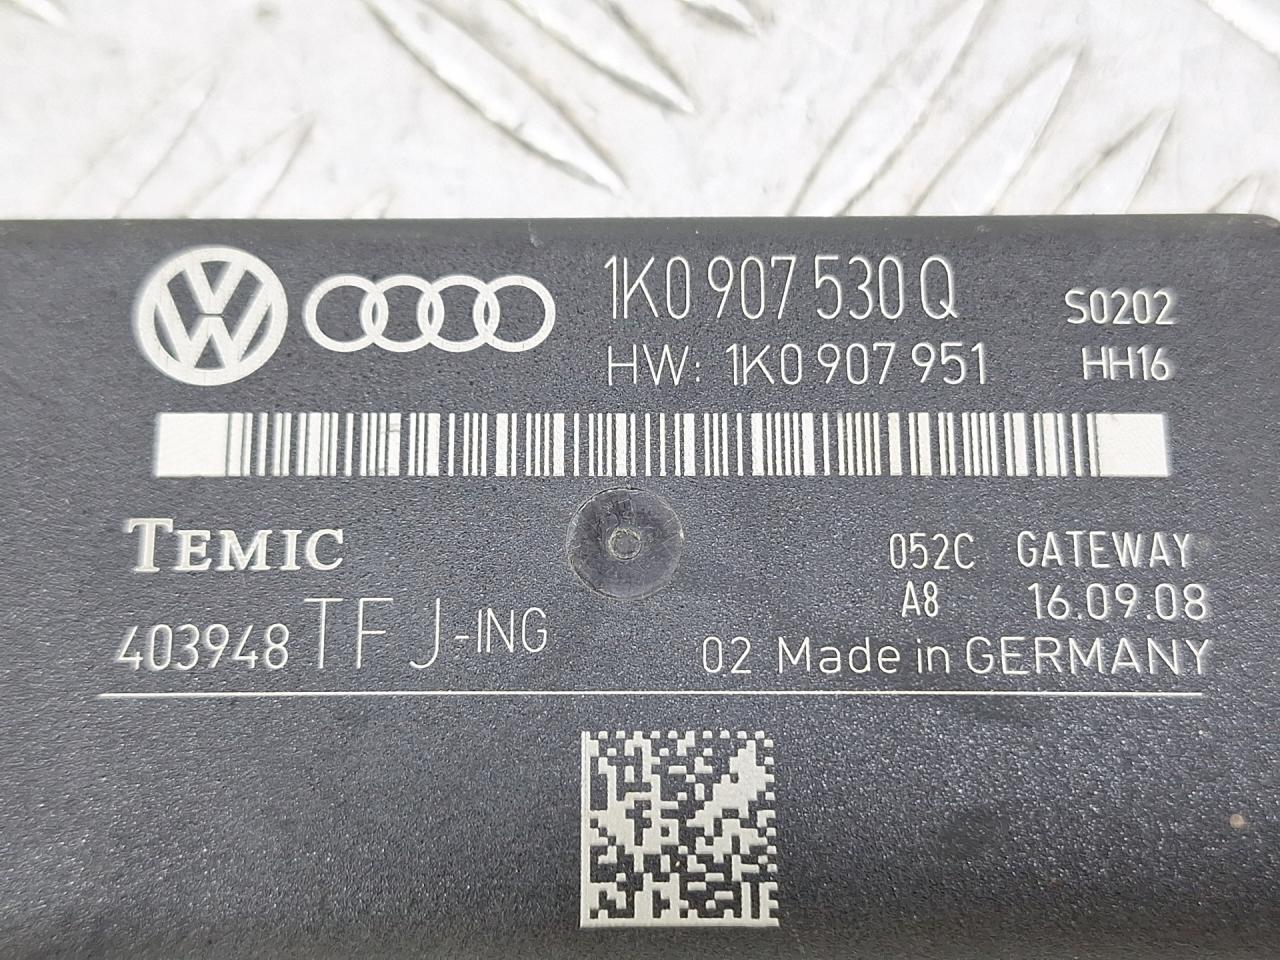 1K0 907 530 Q S0202
HW: 1K0 907 951 HH16
TEMIC 052C GATEWAY
A8 16.09.08
403948 TFJ-ING 02 Made in GERMANY